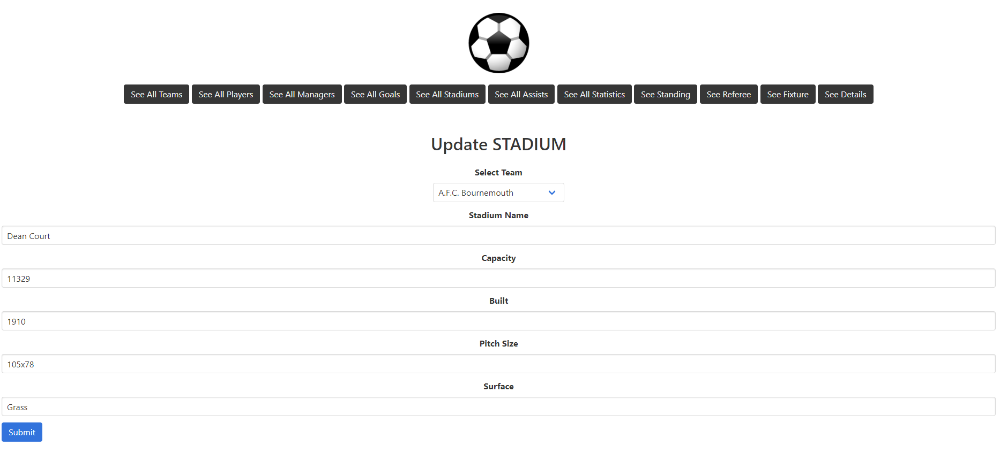 See All Teams See All Players See All Managers See All Goals See All Stadiums See All Assists See All Statistics See Standing See Referee See Fixture See Details
Update STADIUM
Select Team
A.F.C. Bournemouth
Stadium Name
Dean Court
Capacity
11329
Built
1910
Pitch Size
105x78
Surface
Grass
Submit